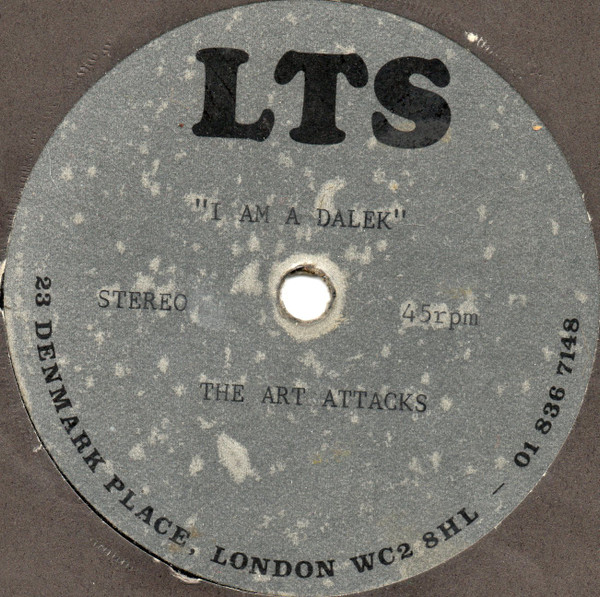 LTS
"I AM A DALEK"
STEREO
45rpm
THE ART ATTACKS
23 DENMARK PLACE, LONDON WC2 8HL — 01 836 7148